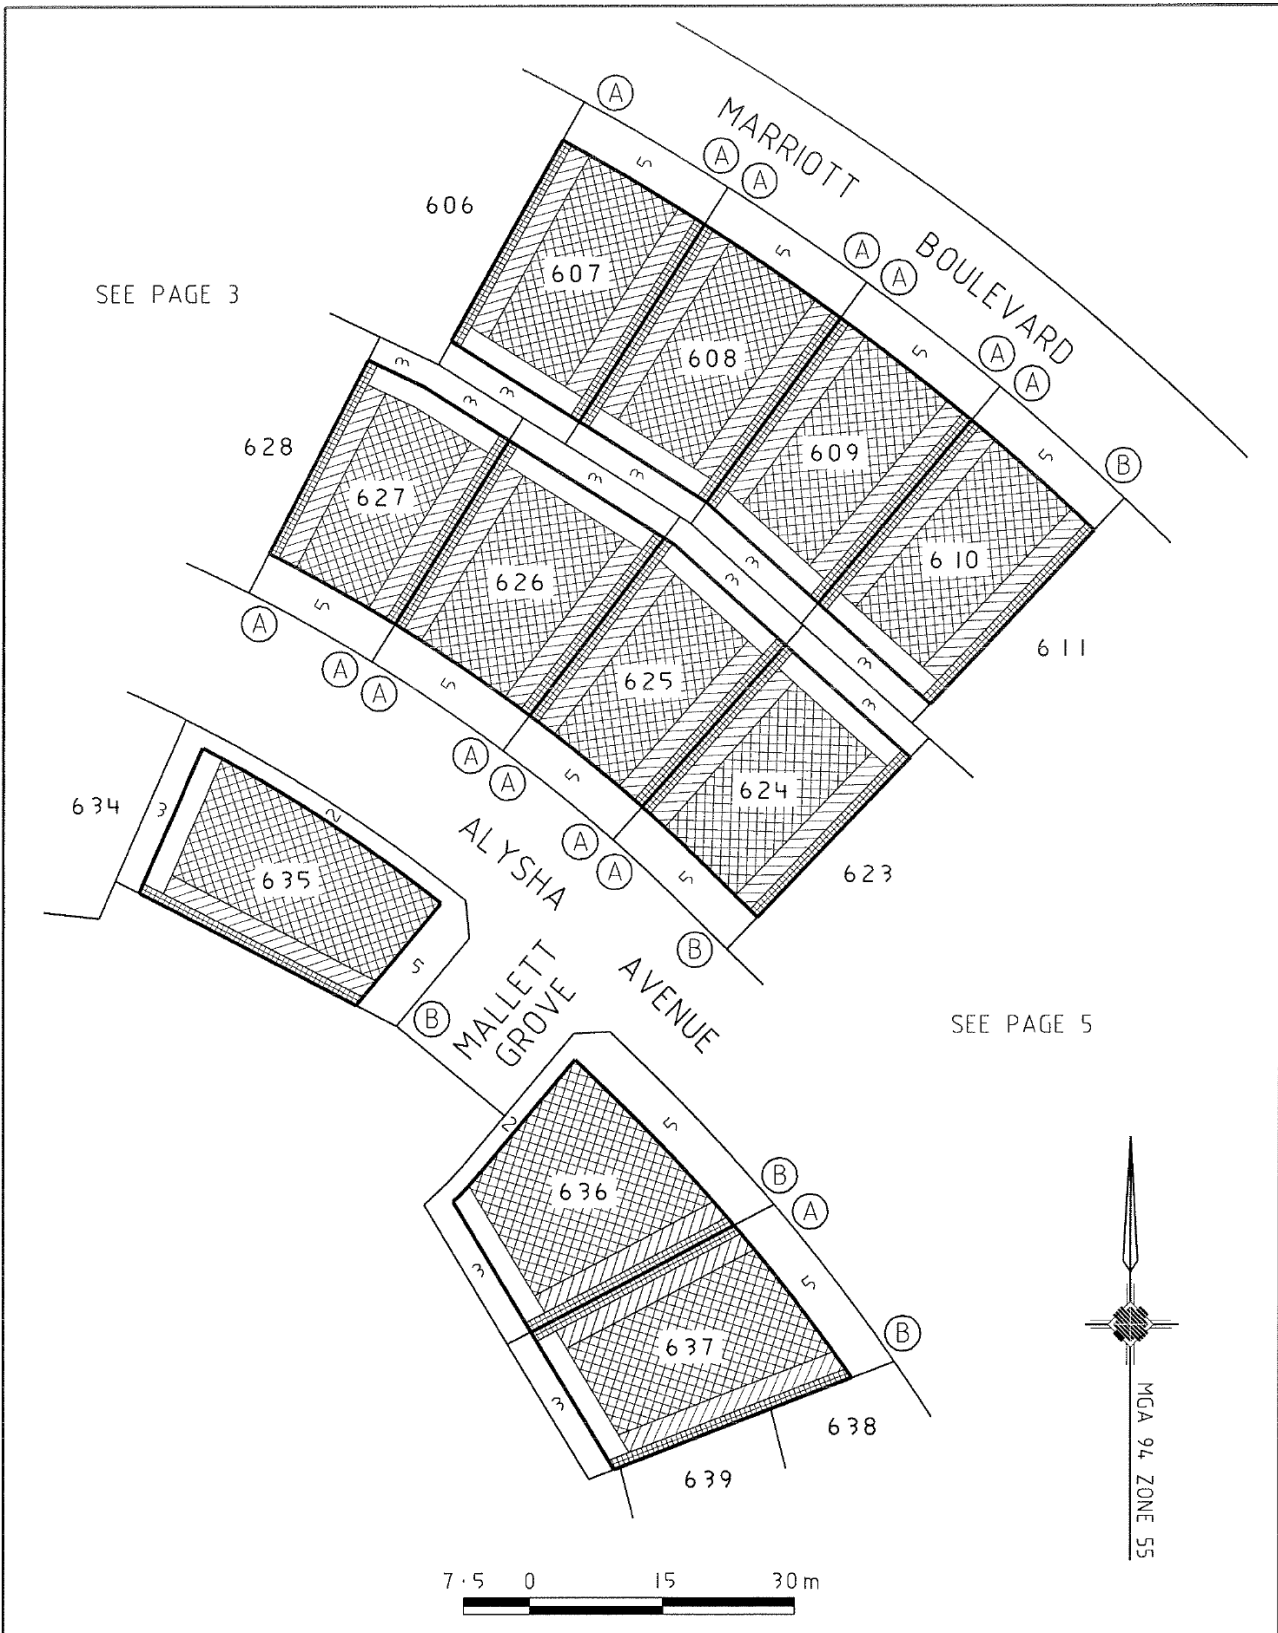 A
MARRIOTT
BOULEVARD
A A
A A
A A
B
5
5
5
5
606
607
608
609
610
611
SEE PAGE 3
3
3
3
3
3
3
3
3
3
3
628
627
626
625
624
623
5
5
5
5
A
A A
A A
A A
B
634
3
2
635
5
B
ALYSHA
AVENUE
MALLETT
GROVE
SEE PAGE 5
2
5
636
B
A
3
5
637
B
3
638
639
MGA 94 ZONE 55
7·5 0 15 30m